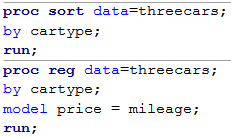 proc sort data=threecars;
by cartype;
run;
proc reg data=threecars;
by cartype;
model price = mileage;
run;